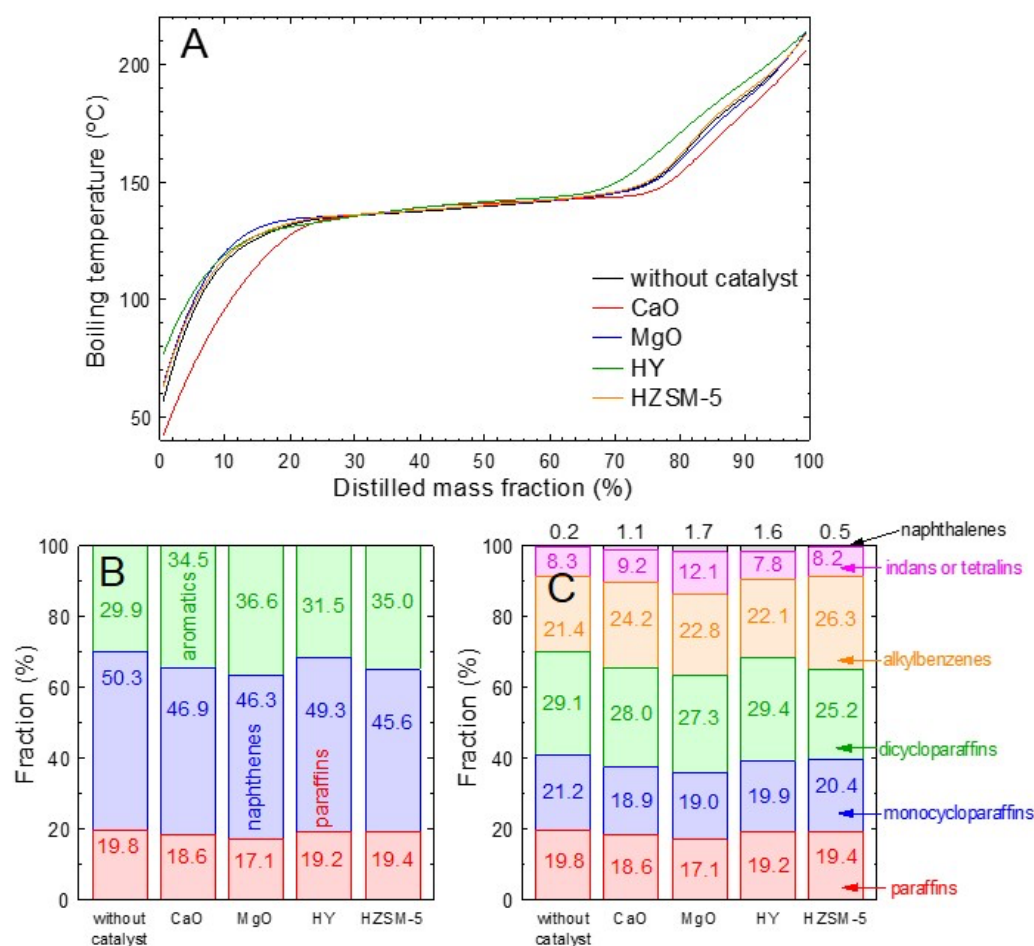 A
200
150
100
50
Boiling temperature (ºC)
without catalyst
CaO
MgO
HY
HZSM-5
0 10 20 30 40 50 60 70 80 90 100
Distilled mass fraction (%)
B
100
80
60
40
20
0
Fraction (%)
34.5
29.9 36.6 31.5 35.0
aromatics
50.3 46.9 46.3 49.3 45.6
naphthenes
paraffins
19.8 18.6 17.1 19.2 19.4
without catalyst
CaO
MgO
HY
HZSM-5
C
100
80
60
40
20
0
Fraction (%)
0.2 1.1 1.7 1.6 0.5
naphthalenes
8.3 9.2 12.1 7.8 8.2
indans or tetralins
21.4 24.2 22.8 22.1 26.3
alkylbenzenes
29.1 28.0 27.3 29.4 25.2
dicycloparaffins
21.2 18.9 19.0 19.9 20.4
monocycloparaffins
19.8 18.6 17.1 19.2 19.4
paraffins
without catalyst
CaO
MgO
HY
HZSM-5